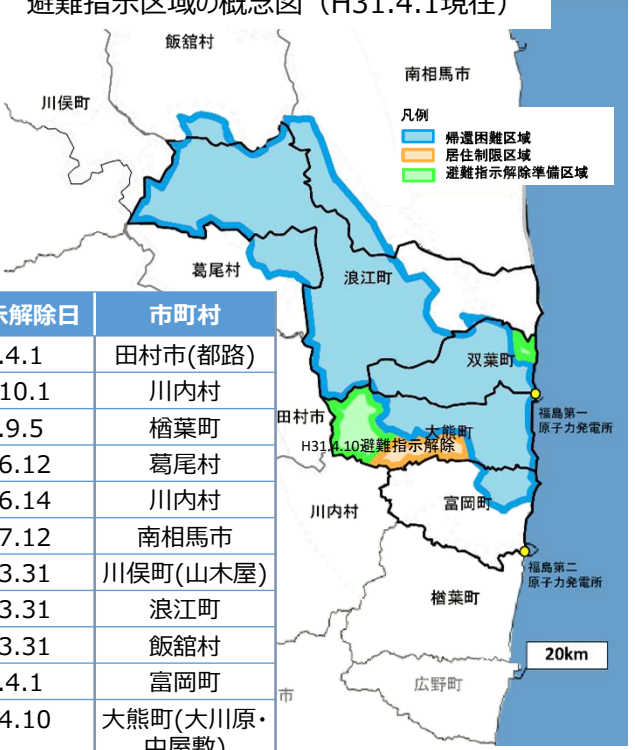 避難指示区域の概念図（H31.4.1現在）
飯舘村
南相馬市
川俣町
凡例
帰還困難区域
居住制限区域
避難指示解除準備区域
葛尾村
浪江町
双葉町
福島第一
原子力発電所
田村市
大熊町
H31.4.10避難指示解除
川内村
富岡町
福島第二
原子力発電所
楢葉町
20km
広野町
市
示解除日 市町村
.4.1 田村市(都路)
10.1 川内村
.9.5 楢葉町
6.12 葛尾村
6.14 川内村
7.12 南相馬市
3.31 川俣町(山木屋)
3.31 浪江町
3.31 飯舘村
.4.1 富岡町
4.10 大熊町(大川原・
中屋敷)